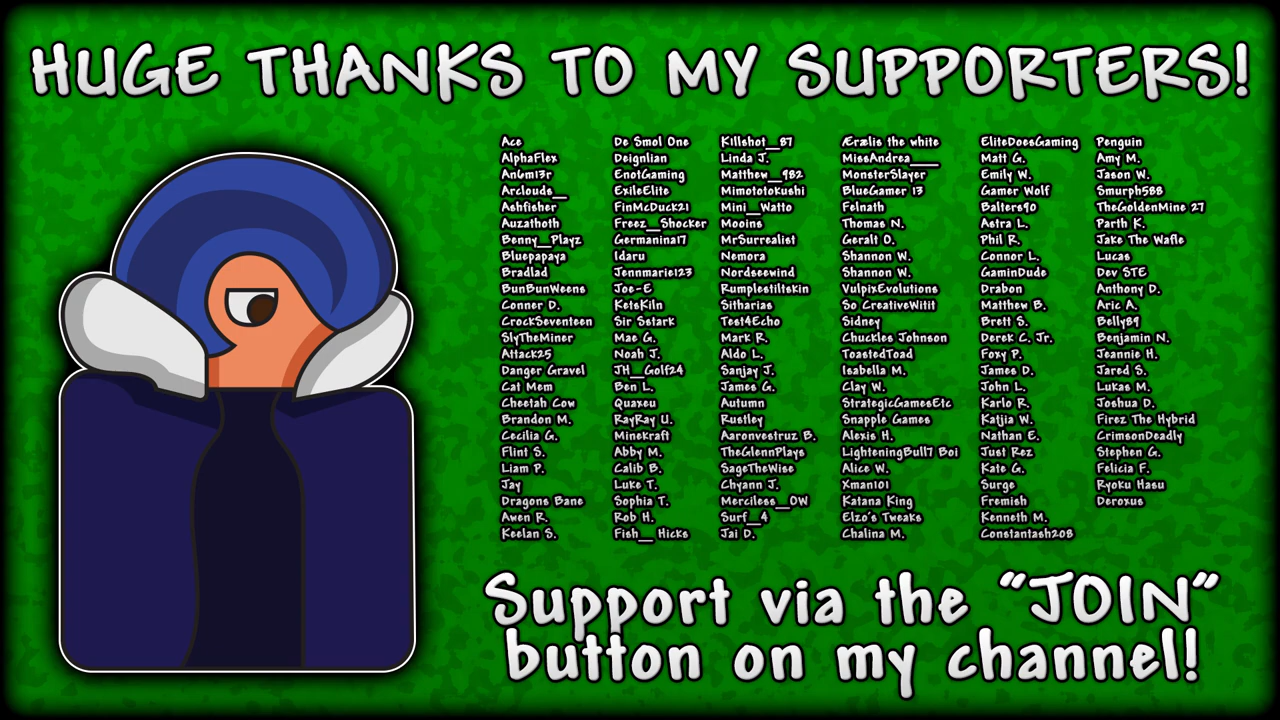 HUGE THANKS TO MY SUPPORTERS!
Ace
AlphaFlex
An6m13r
Arclouds__
Ashfisher
Auzathoth
Benny__Playz
Bluepapaya
Bradlad
BunBunWeens
Conner D.
CrockSeventeen
SlyTheMiner
Attack25
Danger Gravel
Cat Mem
Cheetah Cow
Brandon M.
Cecilia G.
Flint S.
Liam P.
Jay
Dragons Bane
Awen R.
Keelan S.
De Smol One
Deignlian
EnotGaming
ExileElite
FinMcDuck21
Freez__Shocker
Germanina17
Idaru
Jennmarie123
Joe-E
KetsKiln
Sir Sstark
Mae G.
Noah J.
JH__Golf24
Ben L.
Quaxeu
RayRay U.
Minekraft
Abby M.
Calib B.
Luke T.
Sophia T.
Rob H.
Fish__ Hicks
K1llshot__87
Linda J.
Matthew__982
Mimototokushi
Mini__Watto
Mooins
MrSurrealist
Nemora
Nordseewind
Rumplestiltskin
Sitharias
Test4Echo
Mark R.
Aldo L.
Sanjay J.
James G.
Autumn
Rustley
Aaronvestruz B.
TheGlennPlays
SageTheWise
Chyann J.
Merciless__OW
Surf__4
Jai D.
Ærælis the white
MissAndrea____
MonsterSlayer
BlueGamer 13
Felnath
Thomas N.
Geralt O.
Shannon W.
Shannon W.
VulpixEvolutions
So CreativeWitit
Sidney
Chuckles Johnson
ToastedToad
Isabella M.
Clay W.
StrategicGamesEtc
Snapple Games
Alexis H.
LighteningBull7 Boi
Alice W.
Xman101
Katana King
Elzo's Tweaks
Chalina M.
EliteDoesGaming
Matt G.
Emily W.
Gamer Wolf
Balters90
Astra L.
Phil R.
Connor L.
GaminDude
Drabon
Matthew B.
Brett S.
Derek C. Jr.
Foxy P.
James D.
John L.
Karlo R.
Katjia W.
Nathan E.
Just Rez
Kate G.
Surge
Fremish
Kenneth M.
Constantash208
Penguin
Amy M.
Jason W.
Smurph588
TheGoldenMine 27
Parth K.
Jake The Wafle
Lucas
Dev STE
Anthony D.
Aric A.
Belly89
Benjamin N.
Jeannie H.
Jared S.
Lukas M.
Joshua D.
Firez The Hybrid
CrimsonDeadly
Stephen G.
Felicia F.
Ryoku Hasu
Deroxus
Support via the "JOIN"
button on my channel!